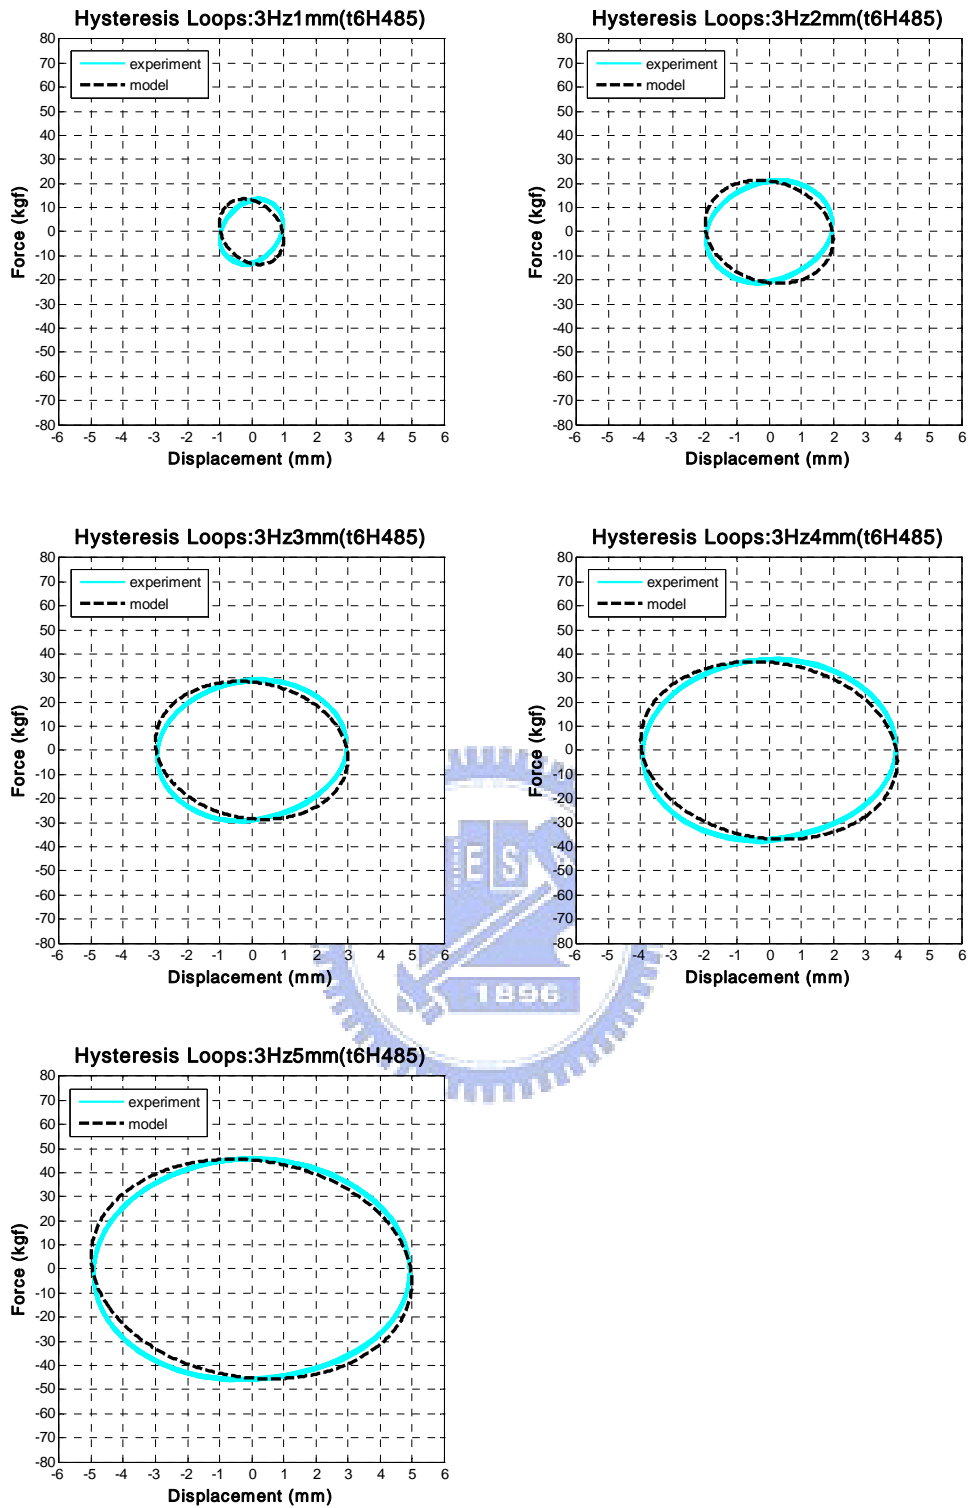 Hysteresis Loops:3Hz1mm(t6H485)
80
70
60
50
40
30
20
10
0
-10
-20
-30
-40
-50
-60
-70
-80
Force (kgf)
experiment
model
-6 -5 -4 -3 -2 -1 0 1 2 3 4 5 6
Displacement (mm)
Hysteresis Loops:3Hz2mm(t6H485)
80
70
60
50
40
30
20
10
0
-10
-20
-30
-40
-50
-60
-70
-80
Force (kgf)
experiment
model
-6 -5 -4 -3 -2 -1 0 1 2 3 4 5 6
Displacement (mm)
Hysteresis Loops:3Hz3mm(t6H485)
80
70
60
50
40
30
20
10
0
-10
-20
-30
-40
-50
-60
-70
-80
Force (kgf)
experiment
model
-6 -5 -4 -3 -2 -1 0 1 2 3 4 5 6
Displacement (mm)
Hysteresis Loops:3Hz4mm(t6H485)
80
70
60
50
40
30
20
10
0
-10
-20
-30
-40
-50
-60
-70
-80
Force (kgf)
experiment
model
-6 -5 -4 -3 -2 -1 0 1 2 3 4 5 6
Displacement (mm)
ES
1896
Hysteresis Loops:3Hz5mm(t6H485)
80
70
60
50
40
30
20
10
0
-10
-20
-30
-40
-50
-60
-70
-80
Force (kgf)
experiment
model
-6 -5 -4 -3 -2 -1 0 1 2 3 4 5 6
Displacement (mm)